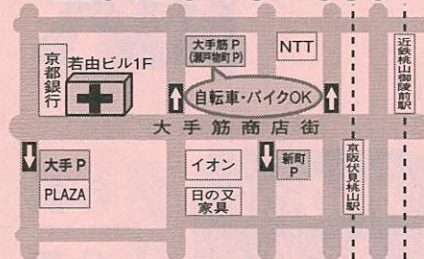 大手筋P
(瀬戸物町P)
NTT
京都銀行
若由ビル1F
自転車・バイクOK
近鉄桃山御陵前駅
大手筋商店街
大手P
PLAZA
イオン
日の又
家具
新町
P
京阪伏見桃山駅